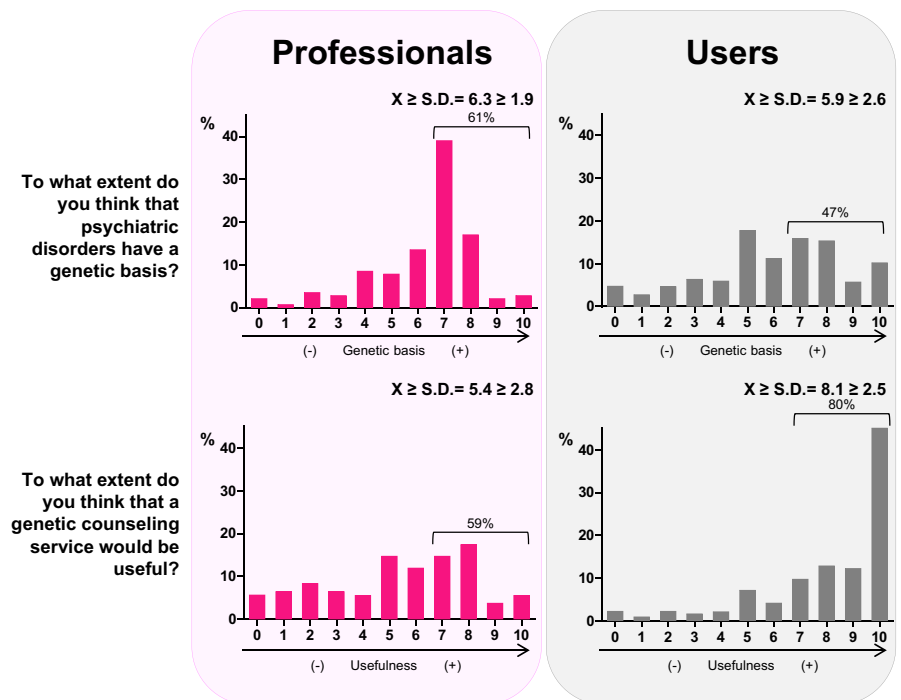 Professionals
Users
To what extent do
you think that
psychiatric
disorders have a
genetic basis?
X ≥ S.D.= 6.3 ≥ 1.9
61%
%
40
30
20
10
0
0 1 2 3 4 5 6 7 8 9 10
(-) Genetic basis (+)
X ≥ S.D.= 5.9 ≥ 2.6
47%
%
40
30
20
10
0
0 1 2 3 4 5 6 7 8 9 10
(-) Genetic basis (+)
To what extent do
you think that a
genetic counseling
service would be
useful?
X ≥ S.D.= 5.4 ≥ 2.8
59%
%
40
30
20
10
0
0 1 2 3 4 5 6 7 8 9 10
(-) Usefulness (+)
X ≥ S.D.= 8.1 ≥ 2.5
80%
%
40
30
20
10
0
0 1 2 3 4 5 6 7 8 9 10
(-) Usefulness (+)